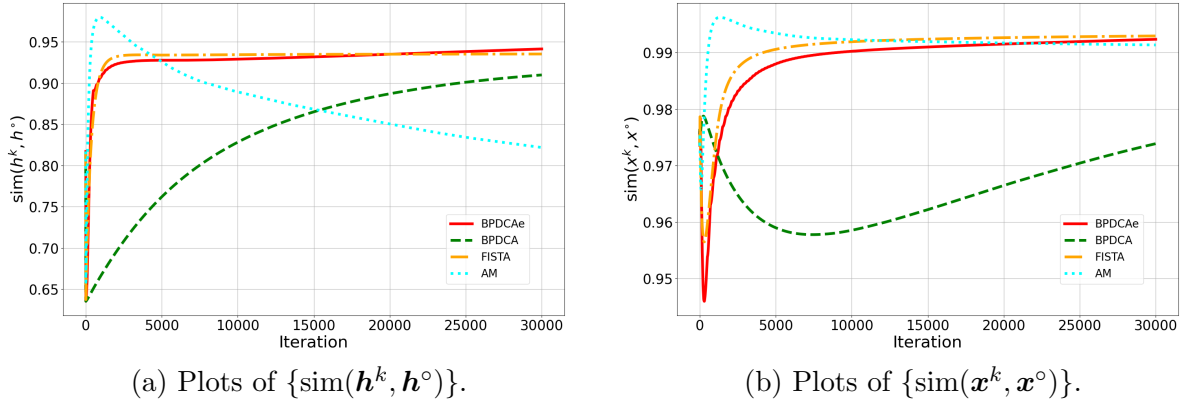 0.95
0.90
0.85
0.80
0.75
0.70
0.65
sim(h^k, h°)
BPDCAe
BPDCA
FISTA
AM
0 5000 10000 15000 20000 25000 30000
Iteration
(a) Plots of {sim(h^k, h°)}.
0.99
0.98
0.97
0.96
0.95
sim(x^k, x°)
BPDCAe
BPDCA
FISTA
AM
0 5000 10000 15000 20000 25000 30000
Iteration
(b) Plots of {sim(x^k, x°)}.